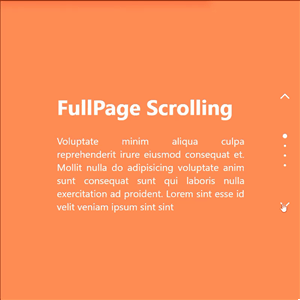 FullPage Scrolling
Voluptate minim aliqua culpa
reprehenderit irure eiusmod consequat et.
Mollit nulla do adipisicing voluptate anim
sunt consequat sunt qui laboris nulla
exercitation ad proident. Lorem sint esse id
velit veniam ipsum sint sint